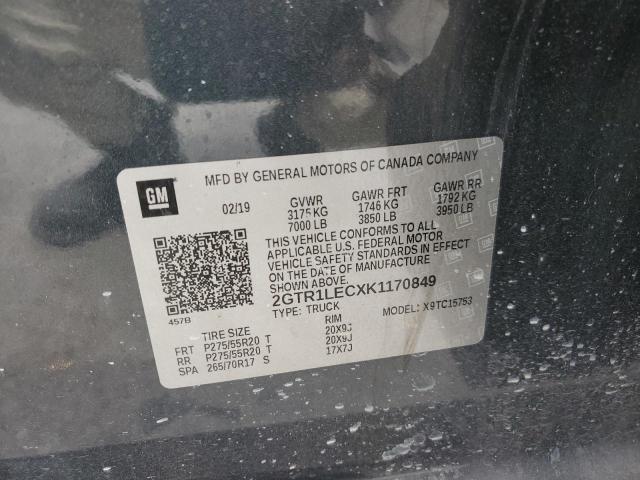 GM
MFD BY GENERAL MOTORS OF CANADA COMPANY
02/19 GVWR GAWR FRT GAWR RR
3175 KG 1746 KG 1792 KG
7000 LB 3850 LB 3950 LB
THIS VEHICLE CONFORMS TO ALL
APPLICABLE U.S. FEDERAL MOTOR
VEHICLE SAFETY STANDARDS IN EFFECT
ON THE DATE OF MANUFACTURE
SHOWN ABOVE.
2GTR1LECXK1170849
TYPE: TRUCK MODEL: X9TC15753
457B
TIRE SIZE RIM
FRT P275/55R20 T 20X9J
RR P275/55R20 T 20X9J
SPA 265/70R17 S 17X7J